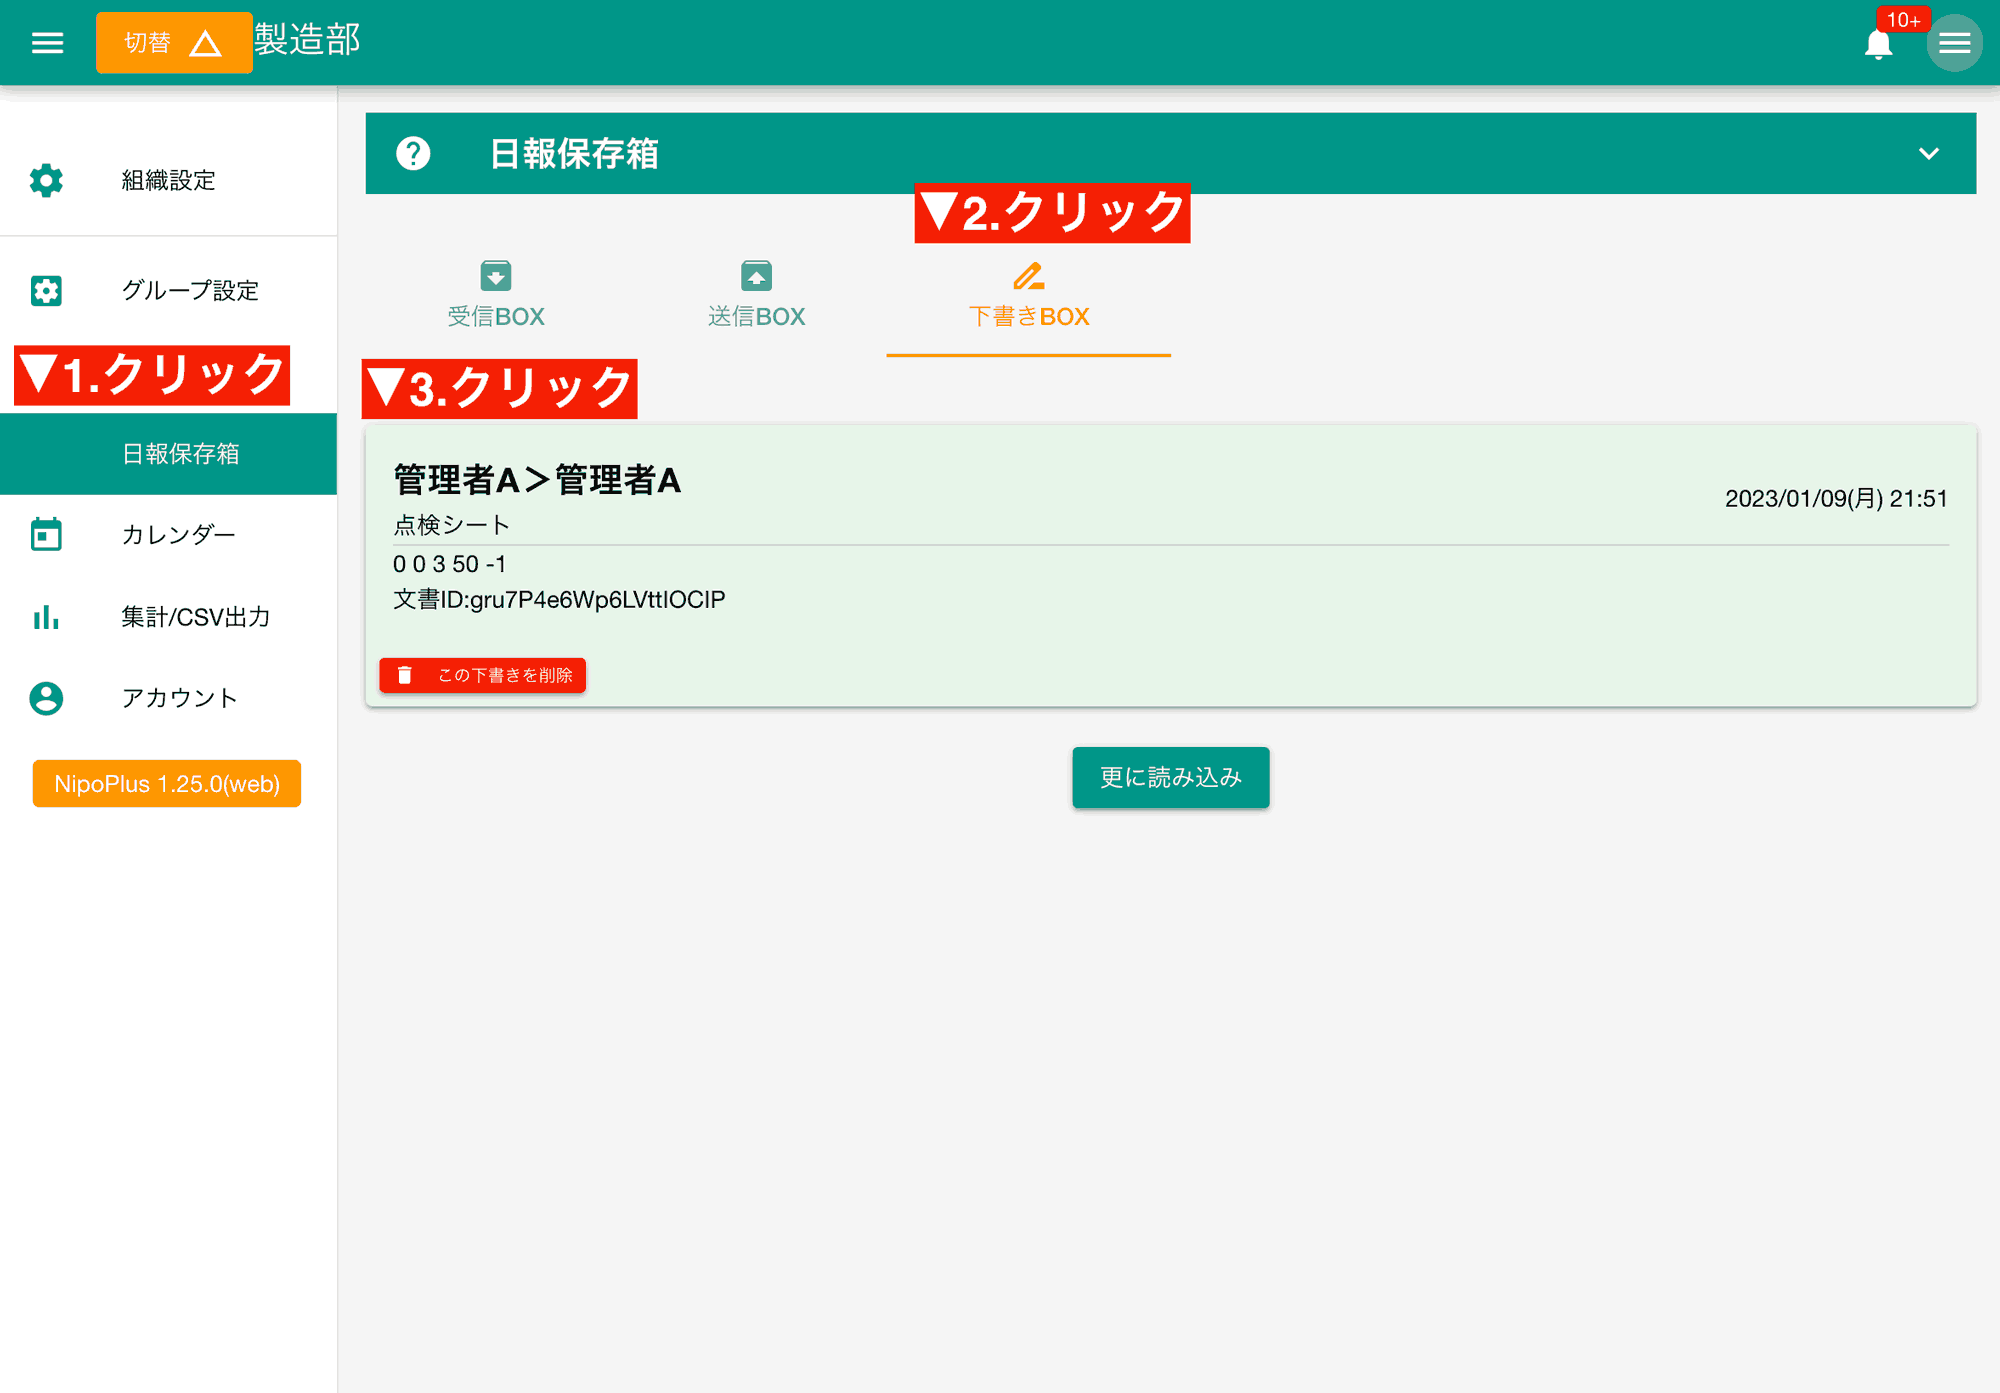 切替 製造部
10+
組織設定
グループ設定
▼1.クリック
日報保存箱
カレンダー
集計/CSV出力
アカウント
NipoPlus 1.25.0(web)
日報保存箱
▼2.クリック
受信BOX
送信BOX
下書きBOX
▼3.クリック
管理者A＞管理者A
2023/01/09(月) 21:51
点検シート
0 0 3 50 -1
文書ID:gru7P4e6Wp6LVttIOCIP
この下書きを削除
更に読み込み